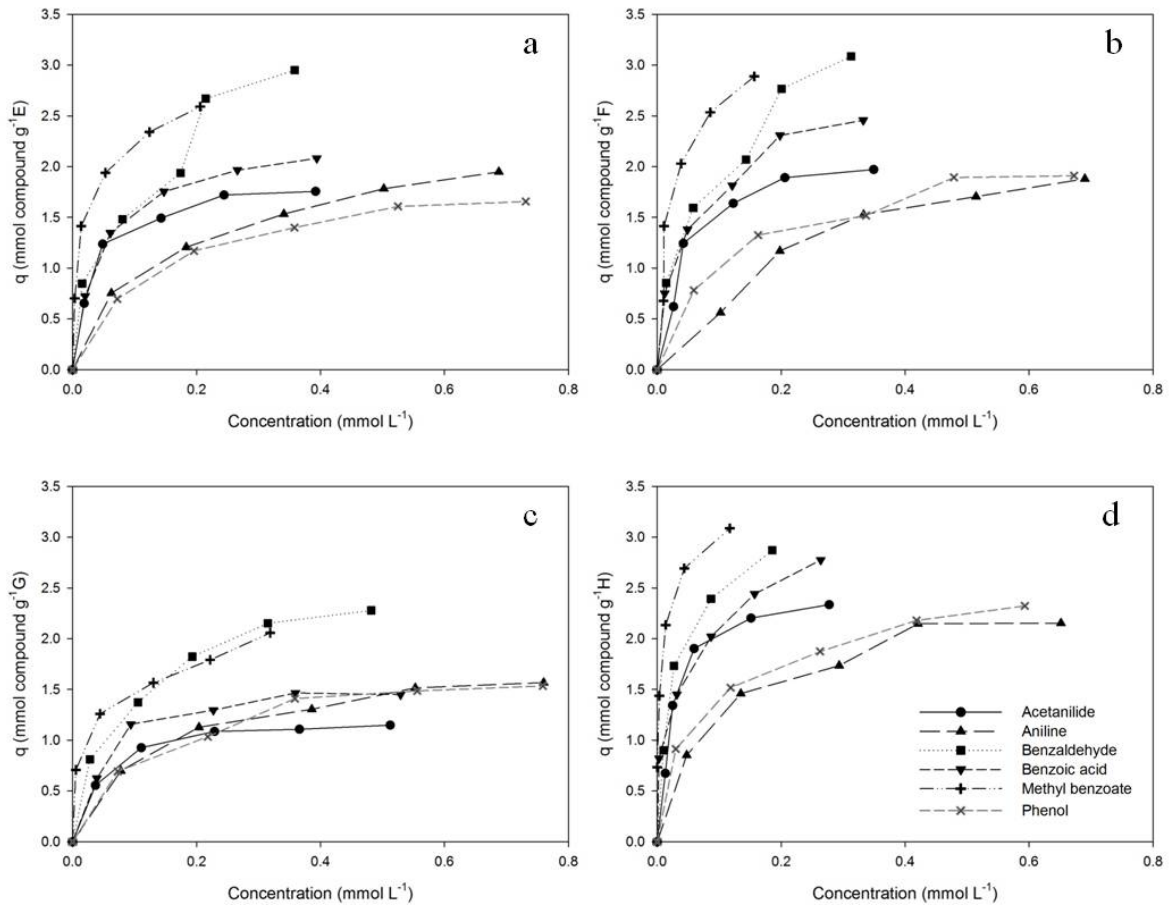 a
3.5
3.0
2.5
2.0
1.5
1.0
0.5
0.0
q (mmol compound g⁻¹E)
0.0 0.2 0.4 0.6 0.8
Concentration (mmol L⁻¹)
b
3.5
3.0
2.5
2.0
1.5
1.0
0.5
0.0
q (mmol compound g⁻¹F)
0.0 0.2 0.4 0.6 0.8
Concentration (mmol L⁻¹)
c
3.5
3.0
2.5
2.0
1.5
1.0
0.5
0.0
q (mmol compound g⁻¹G)
0.0 0.2 0.4 0.6 0.8
Concentration (mmol L⁻¹)
d
3.5
3.0
2.5
2.0
1.5
1.0
0.5
0.0
q (mmol compound g⁻¹H)
Acetanilide
Aniline
Benzaldehyde
Benzoic acid
Methyl benzoate
Phenol
0.0 0.2 0.4 0.6 0.8
Concentration (mmol L⁻¹)